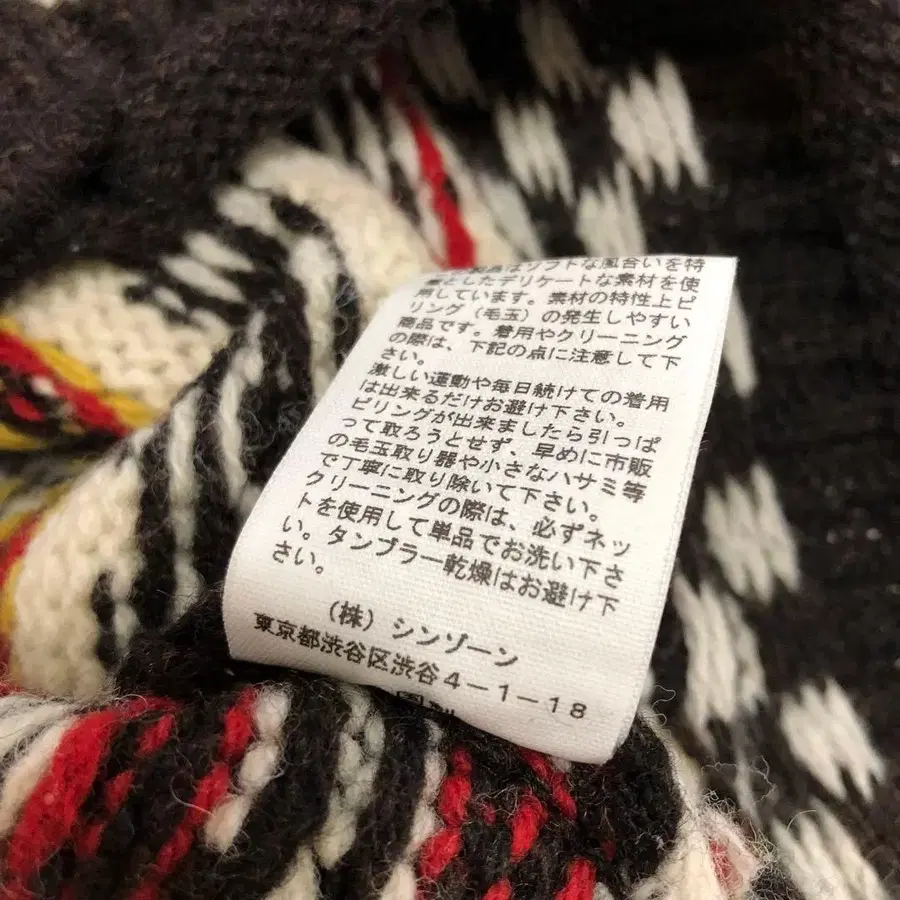 はソフトな風合いを特
長としたデリケートな素材を使
用しています。素材の特性上ピ
リング（毛玉）の発生しやすい
商品です。着用やクリーニング
の際は、下記の点に注意して下
さい。
激しい運動や毎日続けての着用
は出来るだけお避け下さい。
ピリングが出来ましたら引っぱ
って取ろうとせず、早めに市販
の毛玉取り器や小さなハサミ等
で丁寧に取り除いて下さい。
クリーニングの際は、必ずネッ
トを使用して単品でお洗い下さ
い。タンブラー乾燥はお避け下
さい。
（株）シンゾーン
東京都渋谷区渋谷4－1－18